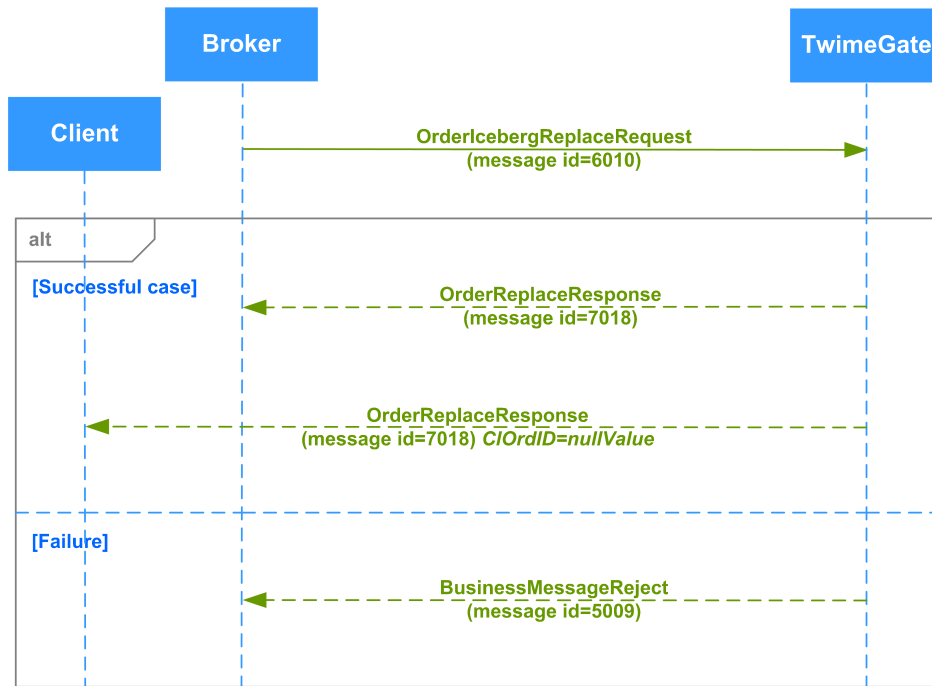 Broker
TwimeGate
Client
OrderIcebergReplaceRequest
(message id=6010)
alt
[Successful case]
OrderReplaceResponse
(message id=7018)
OrderReplaceResponse
(message id=7018) ClOrdID=nullValue
[Failure]
BusinessMessageReject
(message id=5009)